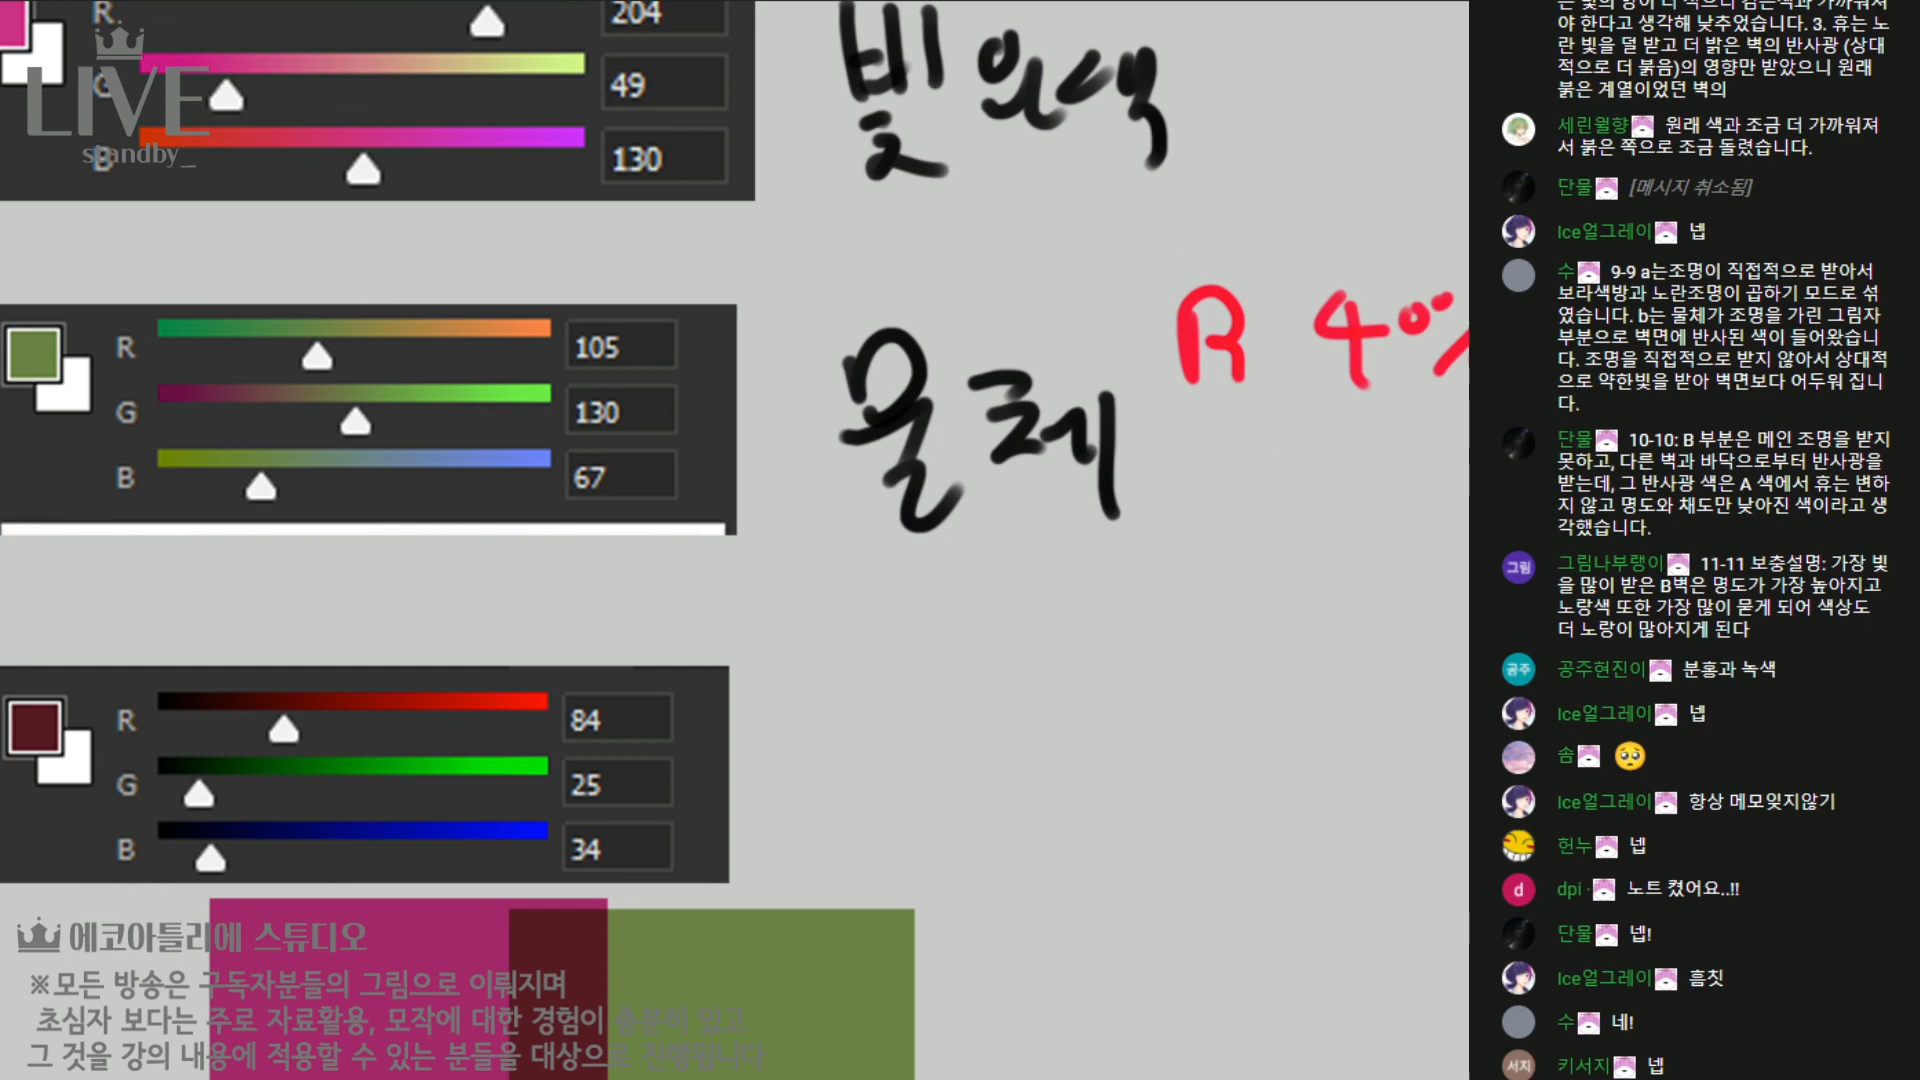 R
204
G
49
B
130
LIVE
standby_
빛의색
R
105
G
130
B
67
물체
R 40%
R
84
G
25
B
34
에코아틀리에 스튜디오
※모든 방송은 구독자분들의 그림으로 이뤄지며
초심자 보다는 주로 자료활용, 모작에 대한 경험이 충분히 있고
그 것을 강의 내용에 적용할 수 있는 분들을 대상으로 진행됩니다
야 한다고 생각해 낮추었습니다. 3. 휴는 노
란 빛을 덜 받고 더 밝은 벽의 반사광 (상대
적으로 더 붉음)의 영향만 받았으니 원래
붉은 계열이었던 벽의
세린월향 원래 색과 조금 더 가까워져
서 붉은 쪽으로 조금 돌렸습니다.
단물 [메시지 취소됨]
Ice얼그레이 넵
수 9-9 a는조명이 직접적으로 받아서
보라색방과 노란조명이 곱하기 모드로 섞
였습니다. b는 물체가 조명을 가린 그림자
부분으로 벽면에 반사된 색이 들어왔습니
다. 조명을 직접적으로 받지 않아서 상대적
으로 약한빛을 받아 벽면보다 어두워 집니
다.
단물 10-10: B 부분은 메인 조명을 받지
못하고, 다른 벽과 바닥으로부터 반사광을
받는데, 그 반사광 색은 A 색에서 휴는 변하
지 않고 명도와 채도만 낮아진 색이라고 생
각했습니다.
그림
그림나부랭이 11-11 보충설명: 가장 빛
을 많이 받은 B벽은 명도가 가장 높아지고
노랑색 또한 가장 많이 묻게 되어 색상도
더 노랑이 많아지게 된다
공주
공주현진이 분홍과 녹색
Ice얼그레이 넵
솜 🥺
Ice얼그레이 항상 메모잊지않기
헌누 넵
d
dpi · 노트 켰어요..!!
단물 넵!
Ice얼그레이 흠칫
수 네!
서지
키서지 넵